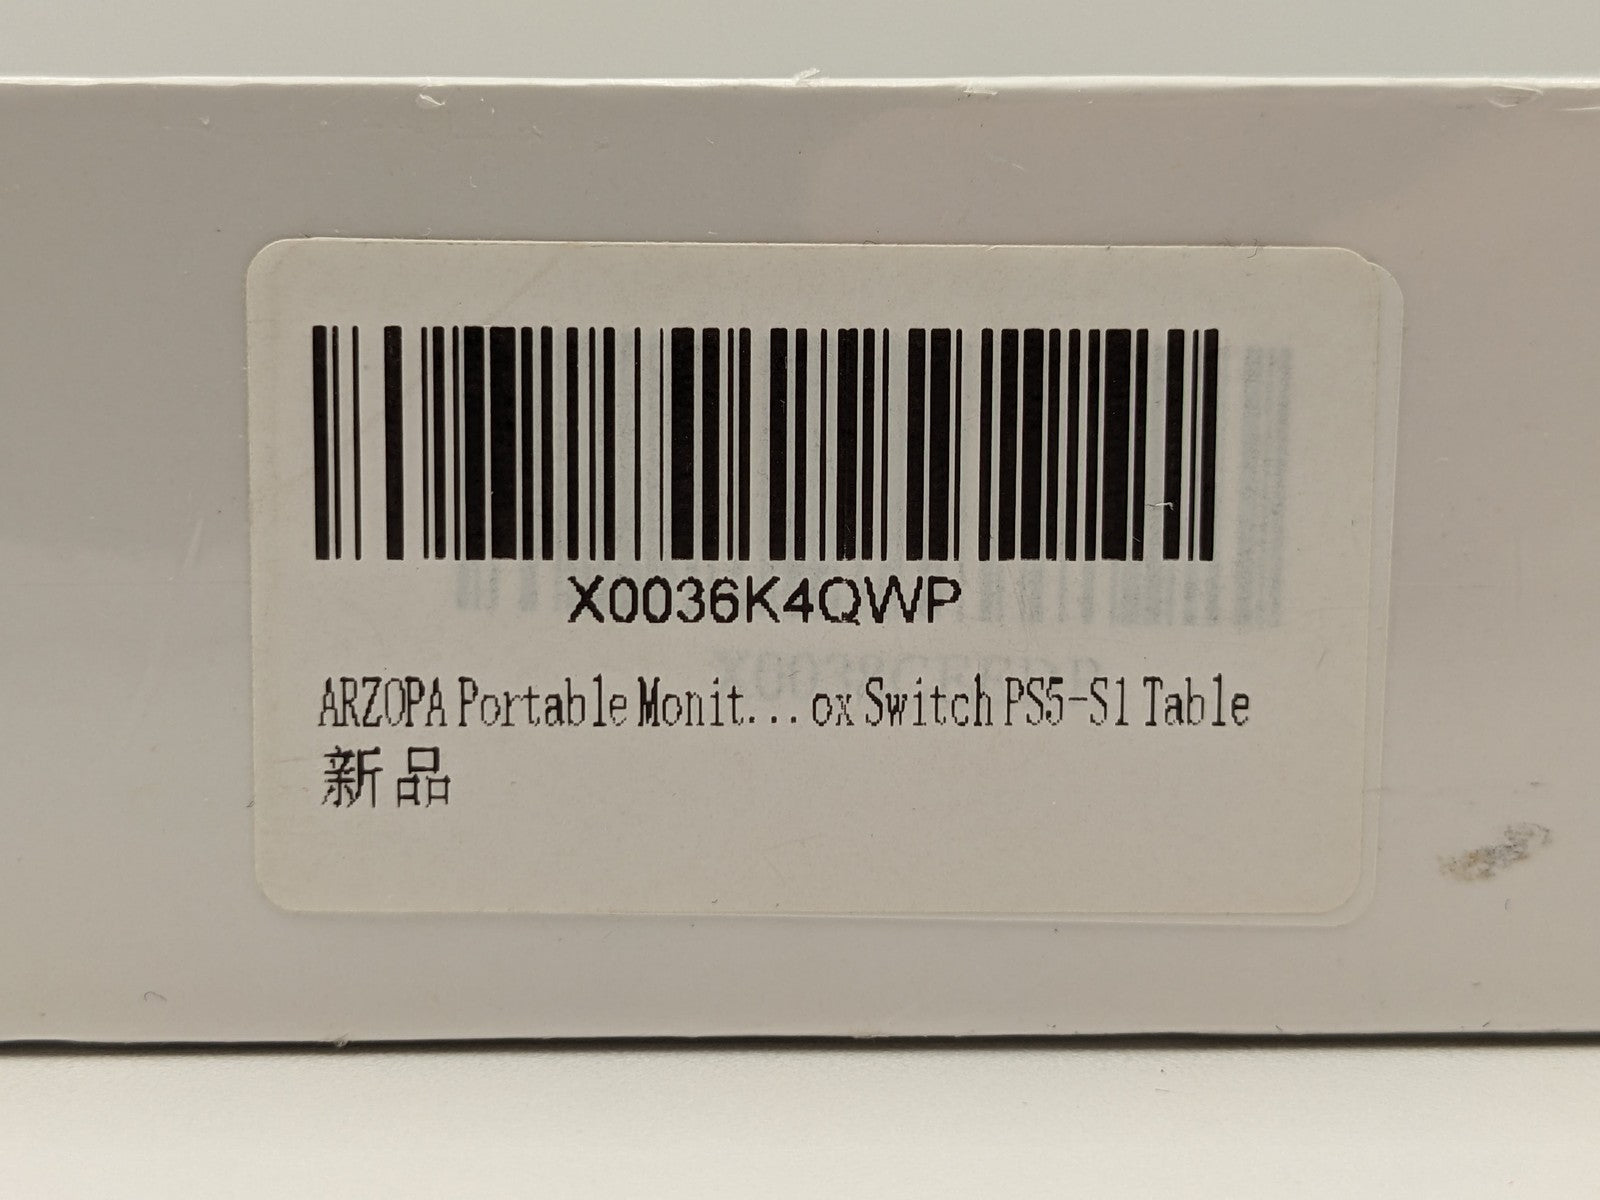 X0036K4QWP
ARZOPA Portable Monit...ox Switch PS5-S1 Table
新品